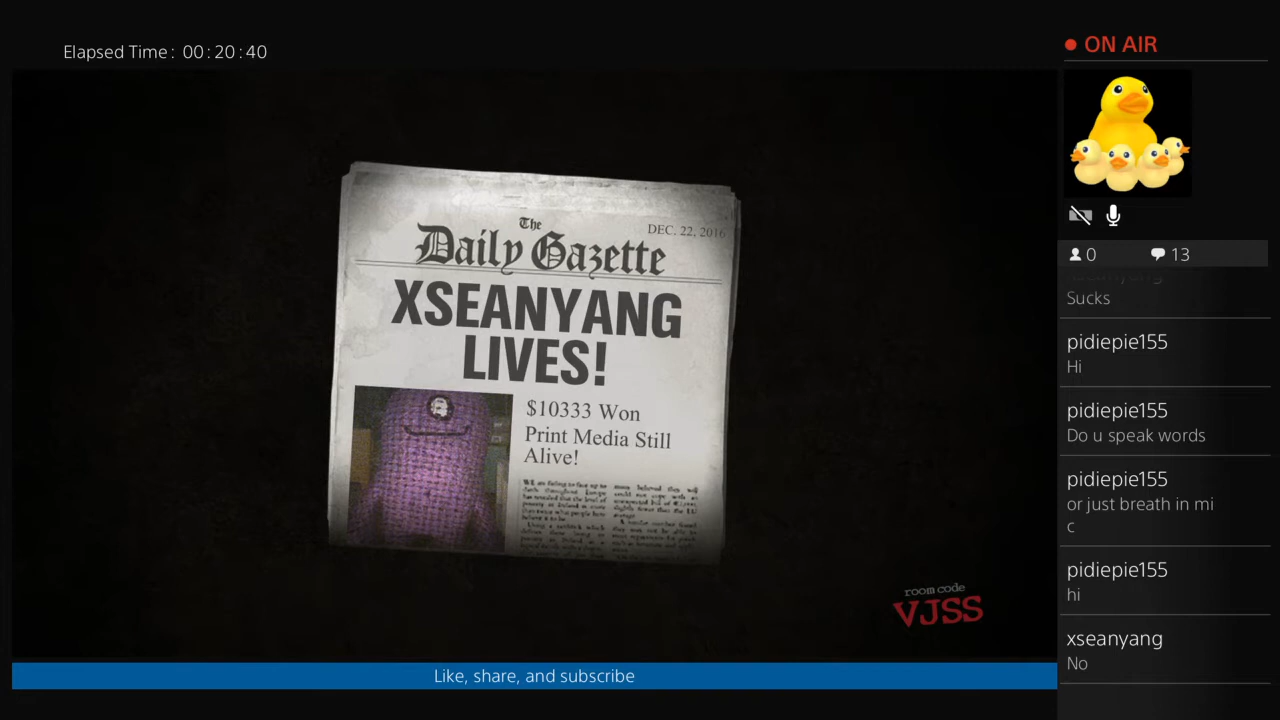 Elapsed Time: 00:20:40
ON AIR
The
Daily Gazette
DEC. 22, 2016
XSEANYANG
LIVES!
$10333 Won
Print Media Still
Alive!
room code
VJSS
Like, share, and subscribe
0 13
Sucks
pidiepie155
Hi
pidiepie155
Do u speak words
pidiepie155
or just breath in mi
c
pidiepie155
hi
xseanyang
No